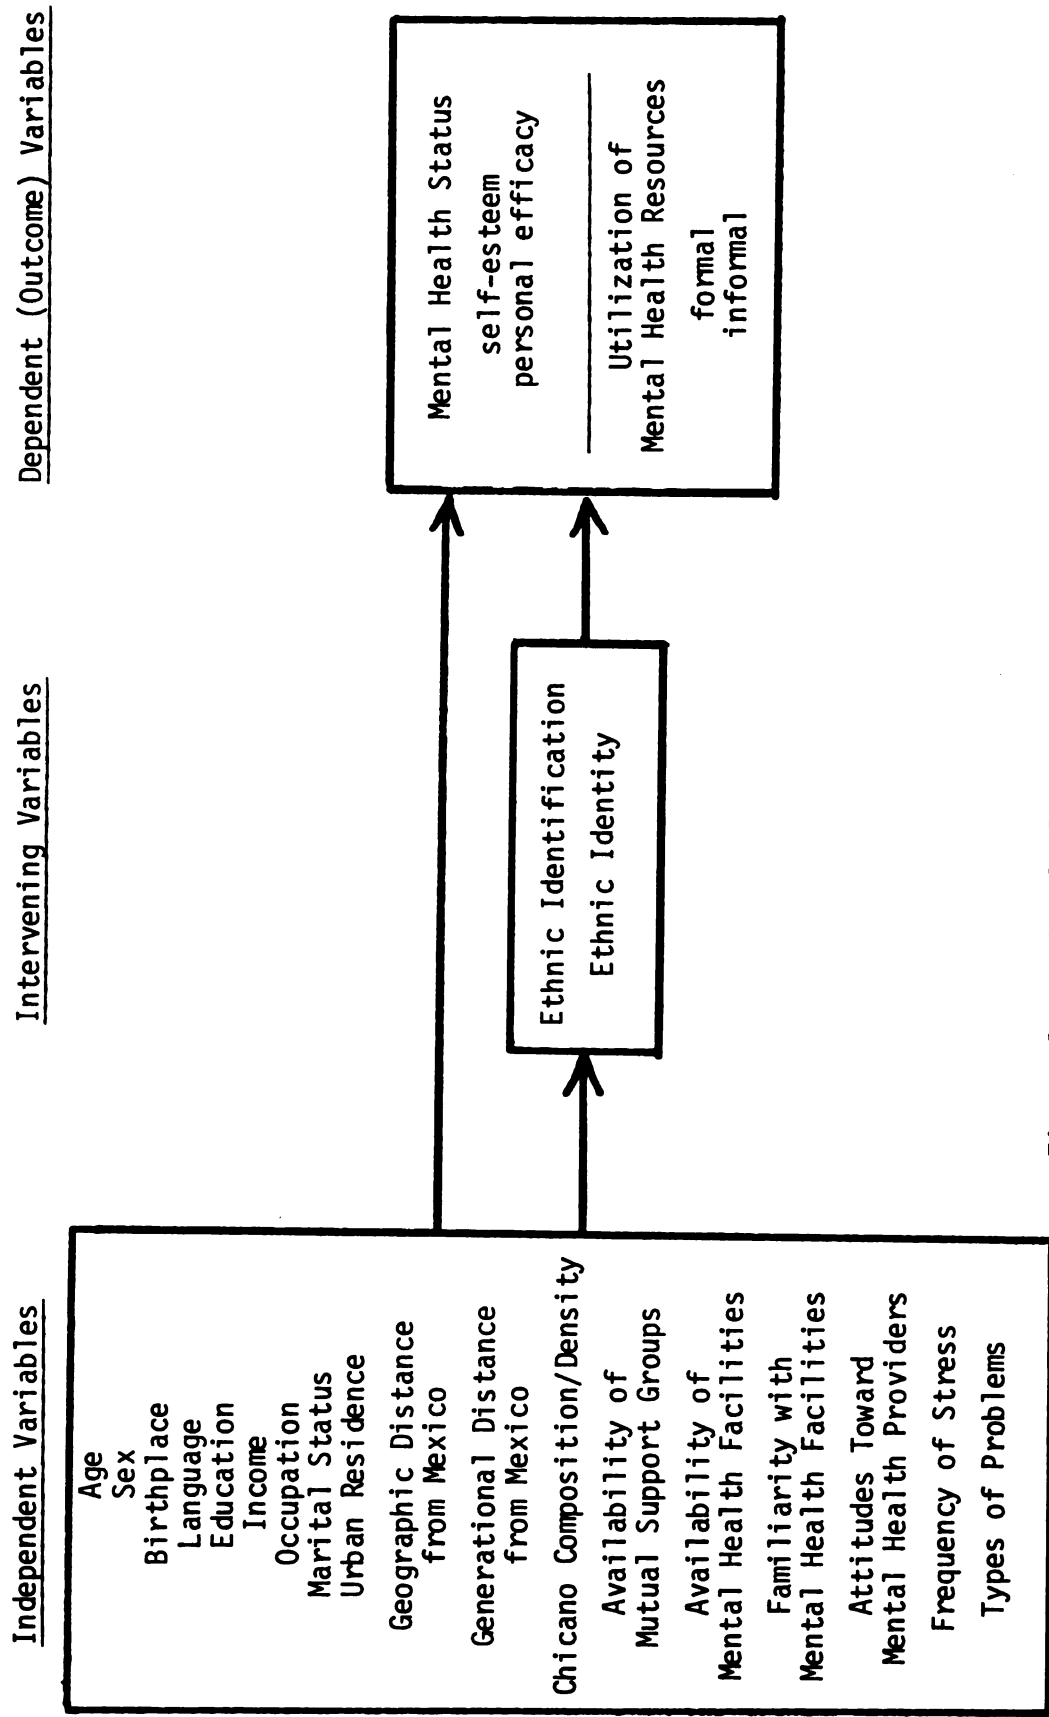 Independent Variables
Age
Sex
Birthplace
Language
Education
Income
Occupation
Marital Status
Urban Residence
Geographic Distance
from Mexico
Generational Distance
from Mexico
Chicano Composition/Density
Availability of
Mutual Support Groups
Availability of
Mental Health Facilities
Familiarity with
Mental Health Facilities
Attitudes Toward
Mental Health Providers
Frequency of Stress
Types of Problems
Intervening Variables
Ethnic Identification
Ethnic Identity
Dependent (Outcome) Variables
Mental Health Status
self-esteem
personal efficacy
Utilization of
Mental Health Resources
formal
informal